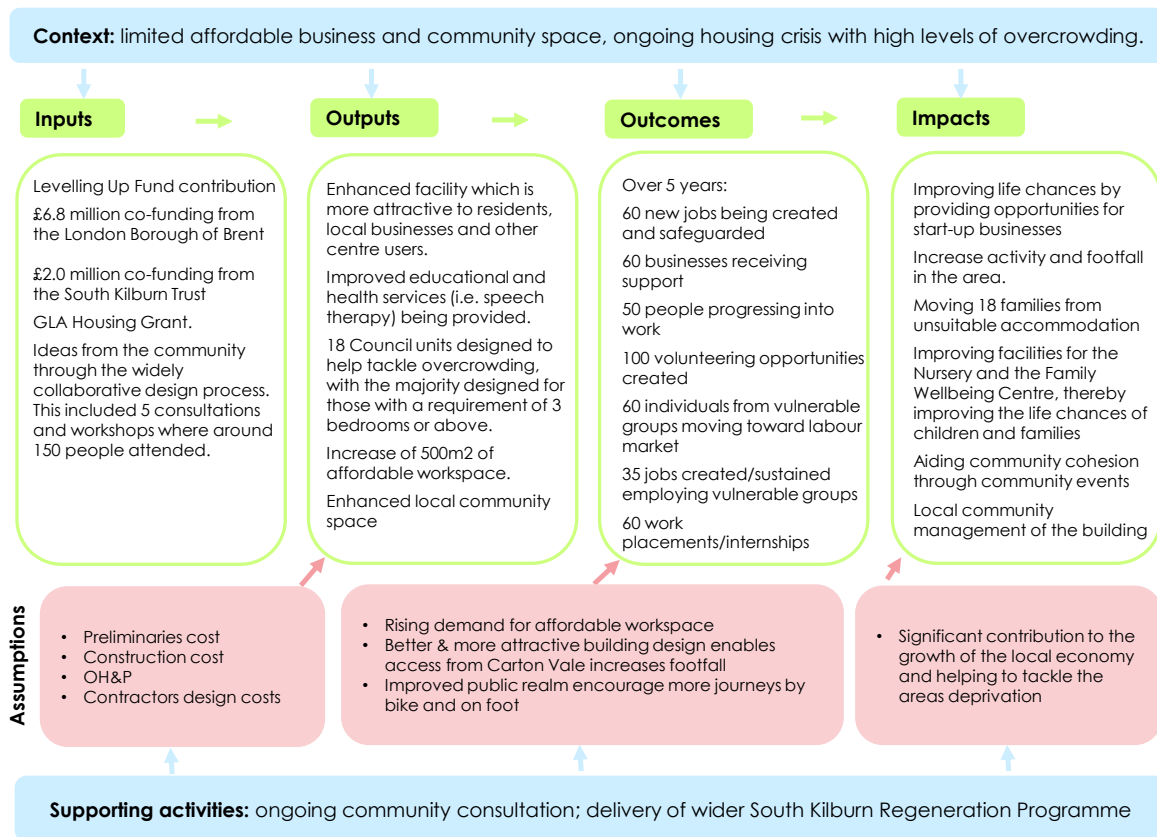 Context: limited affordable business and community space, ongoing housing crisis with high levels of overcrowding.
Inputs
Outputs
Outcomes
Impacts
Levelling Up Fund contribution
£6.8 million co-funding from
the London Borough of Brent
£2.0 million co-funding from
the South Kilburn Trust
GLA Housing Grant.
Ideas from the community
through the widely
collaborative design process.
This included 5 consultations
and workshops where around
150 people attended.
Enhanced facility which is
more attractive to residents,
local businesses and other
centre users.
Improved educational and
health services (i.e. speech
therapy) being provided.
18 Council units designed to
help tackle overcrowding,
with the majority designed for
those with a requirement of 3
bedrooms or above.
Increase of 500m2 of
affordable workspace.
Enhanced local community
space
Over 5 years:
60 new jobs being created
and safeguarded
60 businesses receiving
support
50 people progressing into
work
100 volunteering opportunities
created
60 individuals from vulnerable
groups moving toward labour
market
35 jobs created/sustained
employing vulnerable groups
60 work
placements/internships
Improving life chances by
providing opportunities for
start-up businesses
Increase activity and footfall
in the area.
Moving 18 families from
unsuitable accommodation
Improving facilities for the
Nursery and the Family
Wellbeing Centre, thereby
improving the life chances of
children and families
Aiding community cohesion
through community events
Local community
management of the building
Assumptions
• Preliminaries cost
• Construction cost
• OH&P
• Contractors design costs
• Rising demand for affordable workspace
• Better & more attractive building design enables
access from Carton Vale increases footfall
• Improved public realm encourage more journeys by
bike and on foot
• Significant contribution to the
growth of the local economy
and helping to tackle the
areas deprivation
Supporting activities: ongoing community consultation; delivery of wider South Kilburn Regeneration Programme